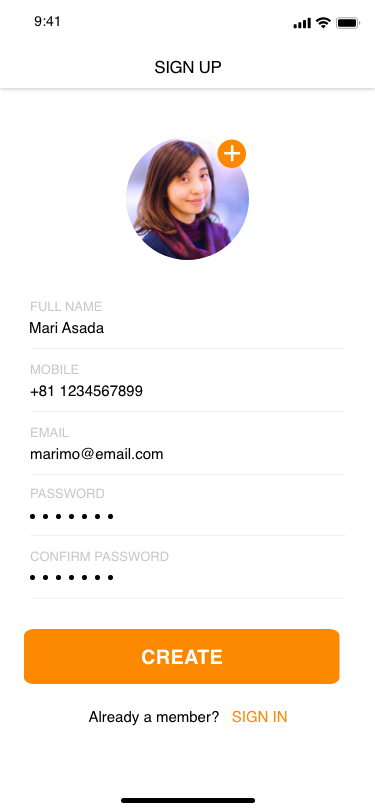 9:41
SIGN UP
FULL NAME
Mari Asada
MOBILE
+81 1234567899
EMAIL
marimo@email.com
PASSWORD
• • • • • • •
CONFIRM PASSWORD
• • • • • • •
CREATE
Already a member? SIGN IN